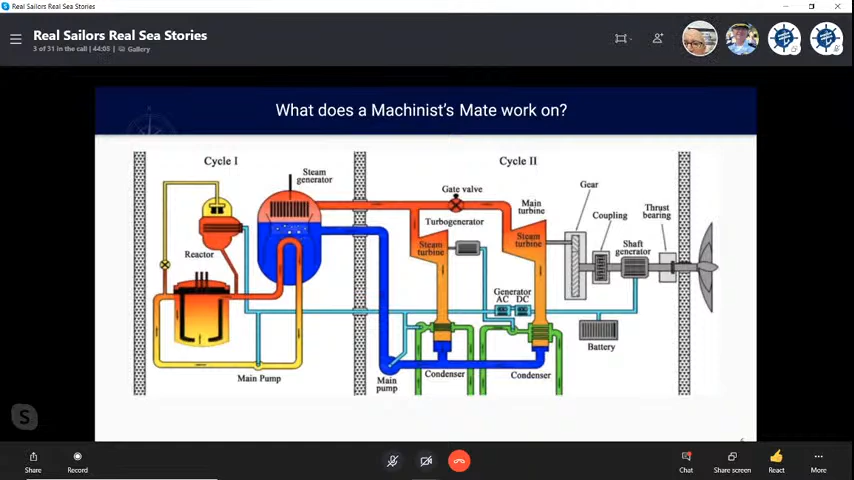 Real Sailors Real Sea Stories
Real Sailors Real Sea Stories
3 of 31 in the call | 44:05 | Gallery
What does a Machinist's Mate work on?
Cycle I
Cycle II
Steam
generator
Gate valve
Main
turbine
Gear
Coupling
Thrust
bearing
Turbogenerator
Reactor
Steam
turbine
Steam
turbine
Shaft
generator
Generator
AC DC
Battery
Main Pump
Main
pump
Condenser
Condenser
S
Share
Record
Chat
Share screen
React
More